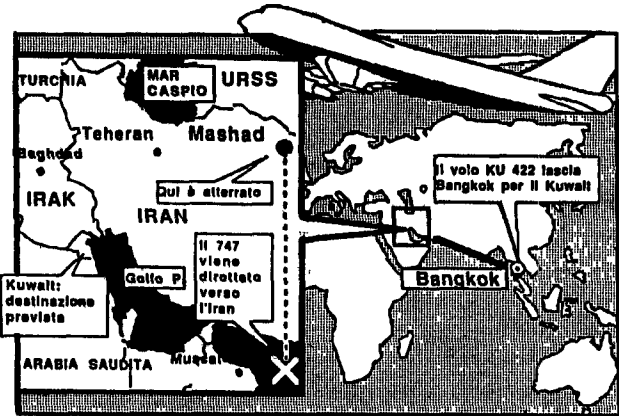 TURCHIA
MAR
CASPIO
URSS
Teheran
Mashad
Baghdad
Qui è atterrato
IRAK
IRAN
Il 747
viene
dirottato
verso
l'Iran
Golfo P
Kuwait:
destinazione
prevista
ARABIA SAUDITA
Muscat
Il volo KU 422 lascia
Bangkok per il Kuwait
Bangkok